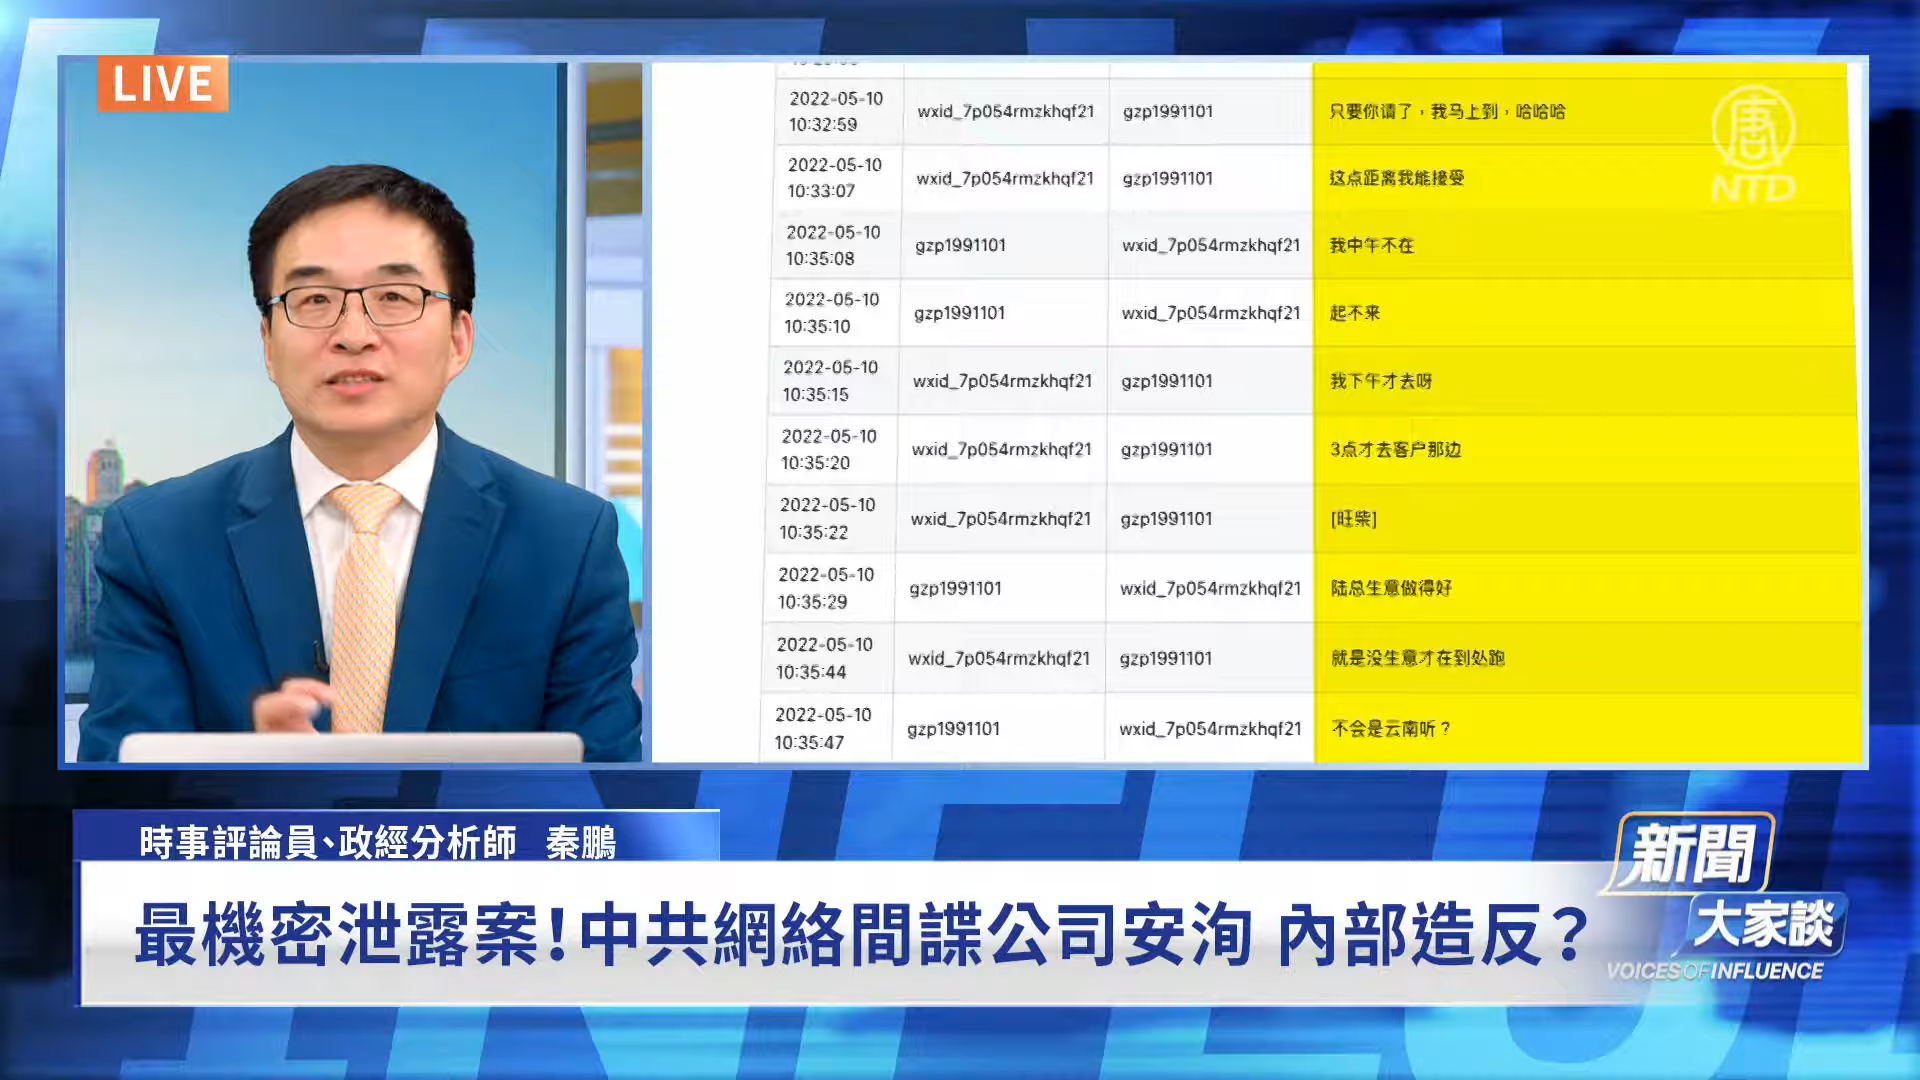 LIVE
2022-05-10
10:32:59
wxid_7p054rmzkhqf21
gzp1991101
只要你请了，我马上到，哈哈哈
2022-05-10
10:33:07
wxid_7p054rmzkhqf21
gzp1991101
这点距离我能接受
2022-05-10
10:35:08
gzp1991101
wxid_7p054rmzkhqf21
我中午不在
2022-05-10
10:35:10
gzp1991101
wxid_7p054rmzkhqf21
起不来
2022-05-10
10:35:15
wxid_7p054rmzkhqf21
gzp1991101
我下午才去呀
2022-05-10
10:35:20
wxid_7p054rmzkhqf21
gzp1991101
3点才去客户那边
2022-05-10
10:35:22
wxid_7p054rmzkhqf21
gzp1991101
[旺柴]
2022-05-10
10:35:29
gzp1991101
wxid_7p054rmzkhqf21
陆总生意做得好
2022-05-10
10:35:44
wxid_7p054rmzkhqf21
gzp1991101
就是没生意才在到处跑
2022-05-10
10:35:47
gzp1991101
wxid_7p054rmzkhqf21
不会是云南听？
唐
NTD
時事評論員、政經分析師 秦鵬
最機密泄露案！中共網絡間諜公司安洵 內部造反？
新聞
大家談
VOICES OF INFLUENCE